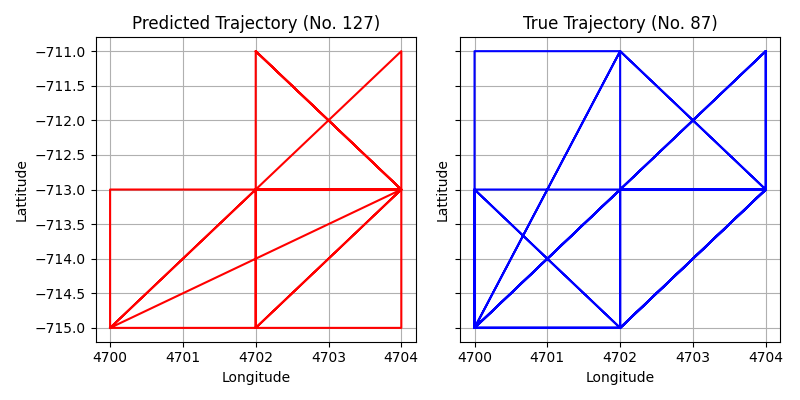 Predicted Trajectory (No. 127)
True Trajectory (No. 87)
Lattitude
−711.0
−711.5
−712.0
−712.5
−713.0
−713.5
−714.0
−714.5
−715.0
4700 4701 4702 4703 4704
Longitude
Lattitude
4700 4701 4702 4703 4704
Longitude